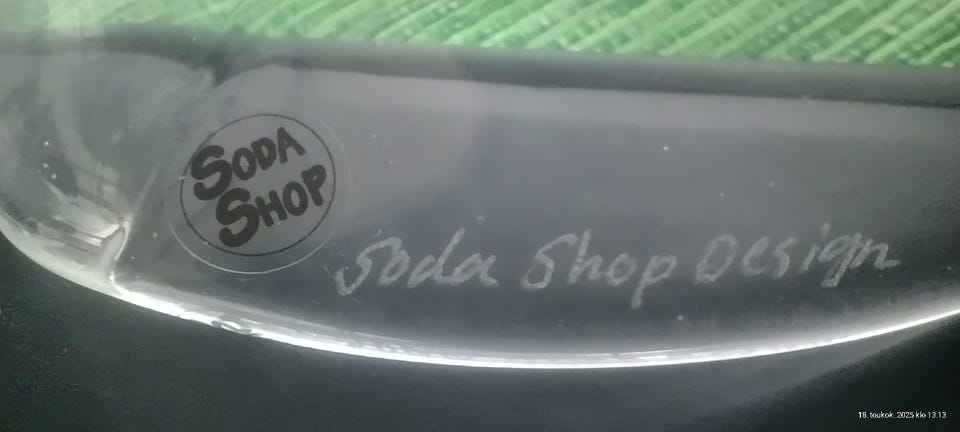 SODA
SHOP
Soda Shop Design
18. toukok. 2025 klo 13.13